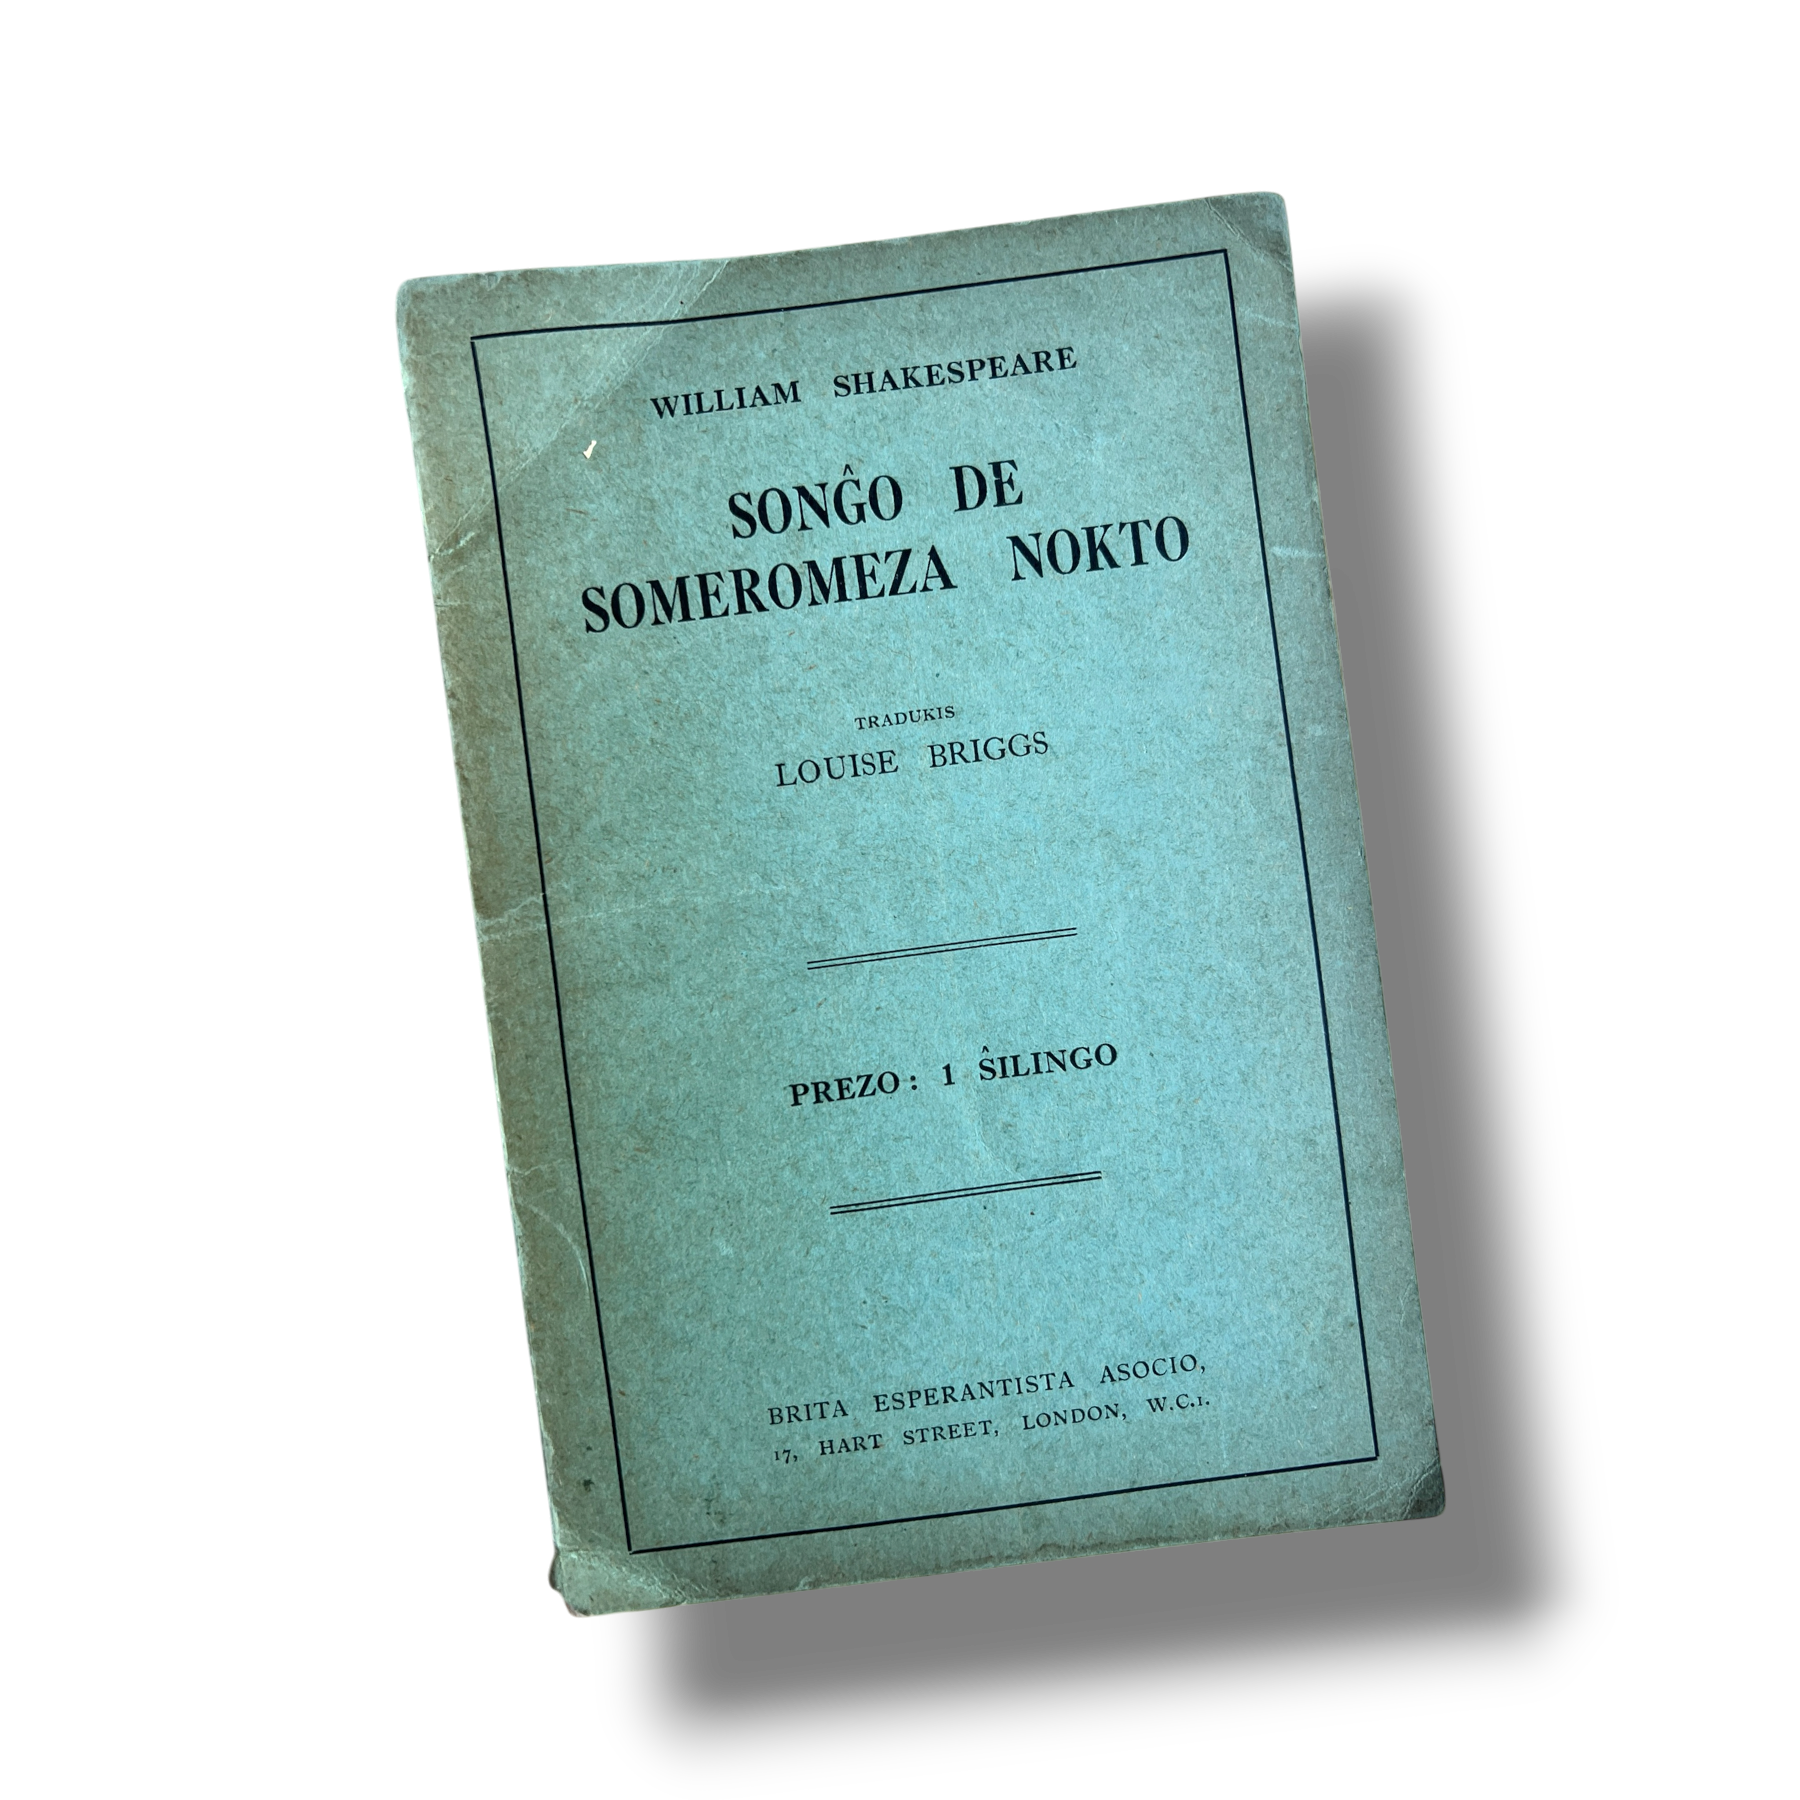 WILLIAM SHAKESPEARE
SONĜO DE
SOMEROMEZA NOKTO
TRADUKIS
LOUISE BRIGGS
PREZO: 1 ŜILINGO
BRITA ESPERANTISTA ASOCIO,
17, HART STREET, LONDON, W.C.1.